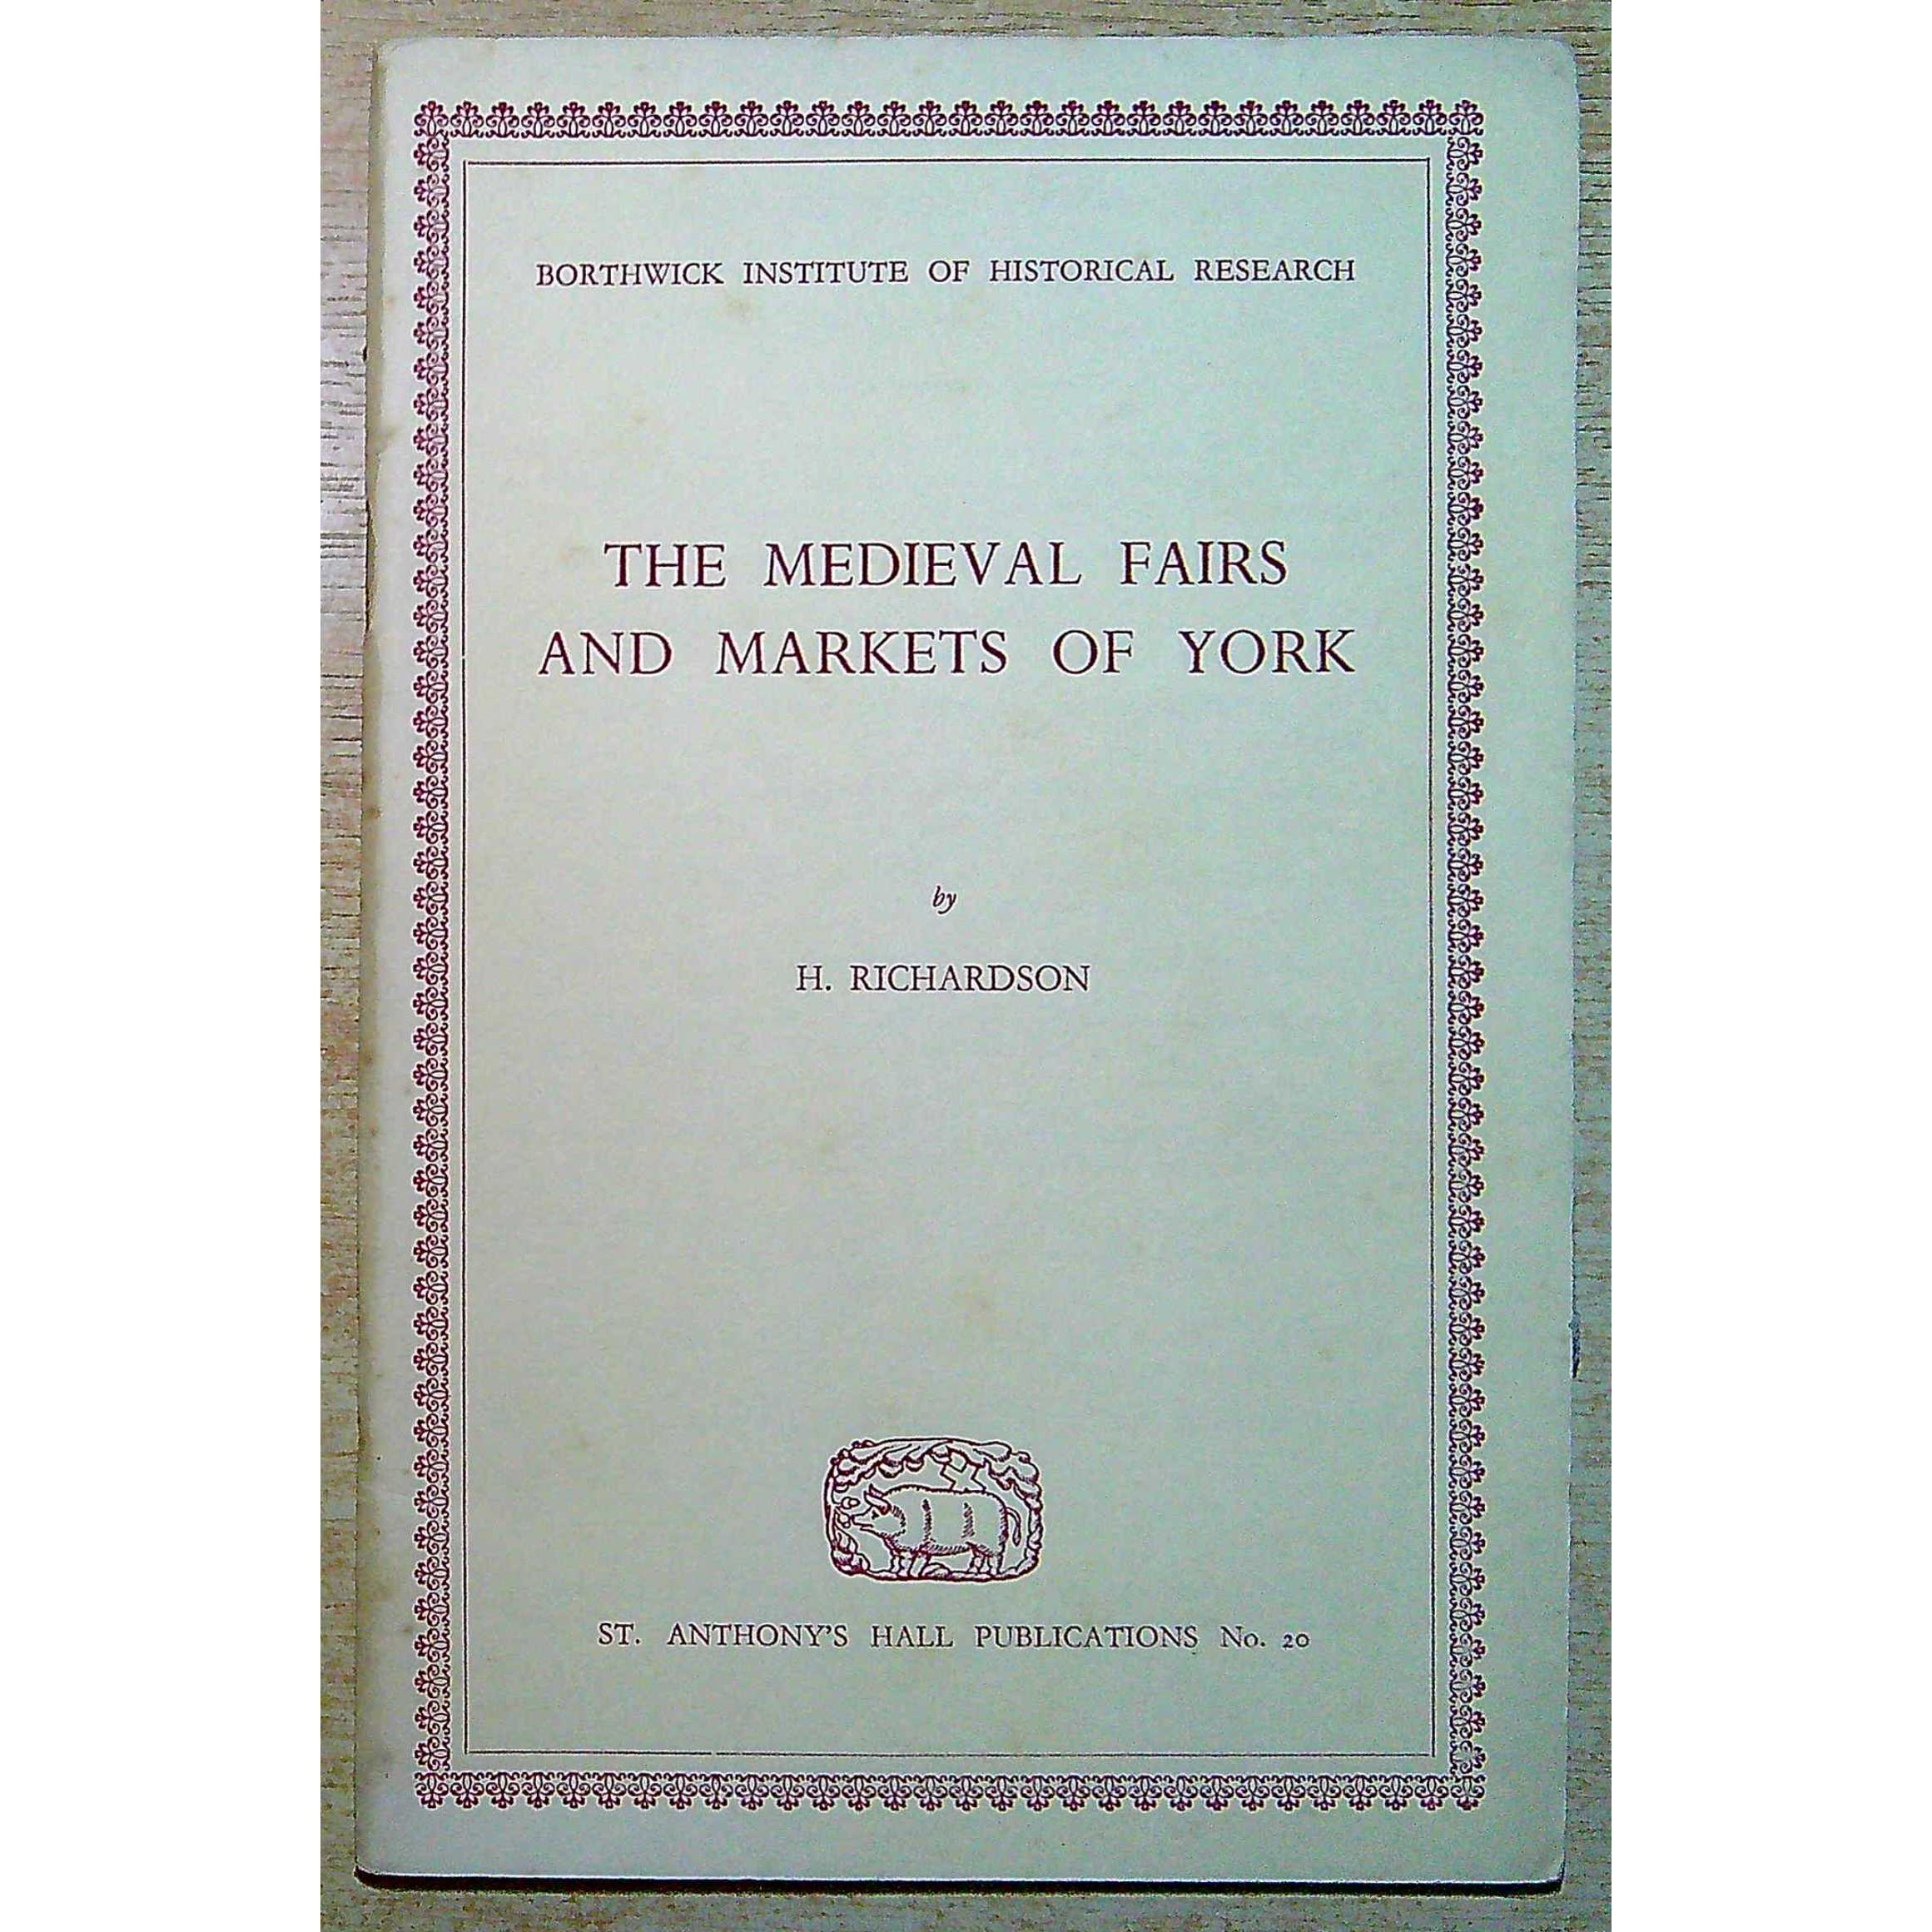 BORTHWICK INSTITUTE OF HISTORICAL RESEARCH
THE MEDIEVAL FAIRS
AND MARKETS OF YORK
by
H. RICHARDSON
ST. ANTHONY'S HALL PUBLICATIONS No. 20